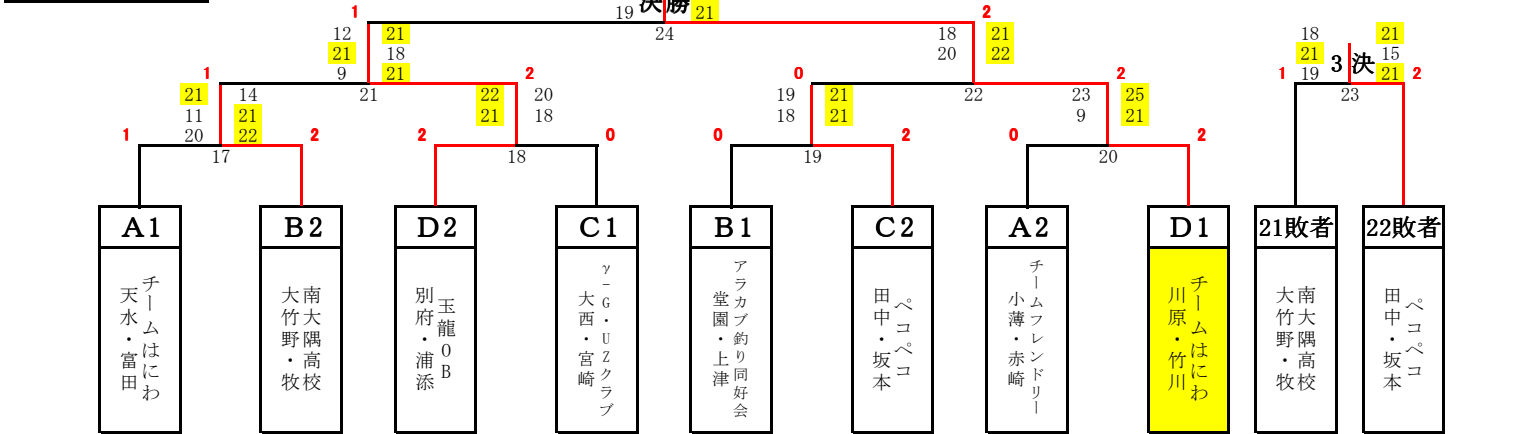 決勝
1 19 21 2
12 21 24 18 21
21 18 20 22
9 21
18 21
21 15
19 21
3決
1 2 0 2 1 2
21 22 23
21 14 22 20 19 21 23 25
11 21 21 18 18 21 9 21
20 22
1 2 2 0 0 2 0 2
17 18 19 20
A1 B2 D2 C1 B1 C2 A2 D1 21敗者 22敗者
チームはにわ
天水・富田
南大隅高校
大竹野・牧
玉龍OB
別府・浦添
γ-G・UZクラブ
大西・宮崎
アラカブ釣り同好会
堂園・上津
ペコペコ
田中・坂本
チームフレンドリー
小薄・赤崎
チームはにわ
川原・竹川
南大隅高校
大竹野・牧
ペコペコ
田中・坂本